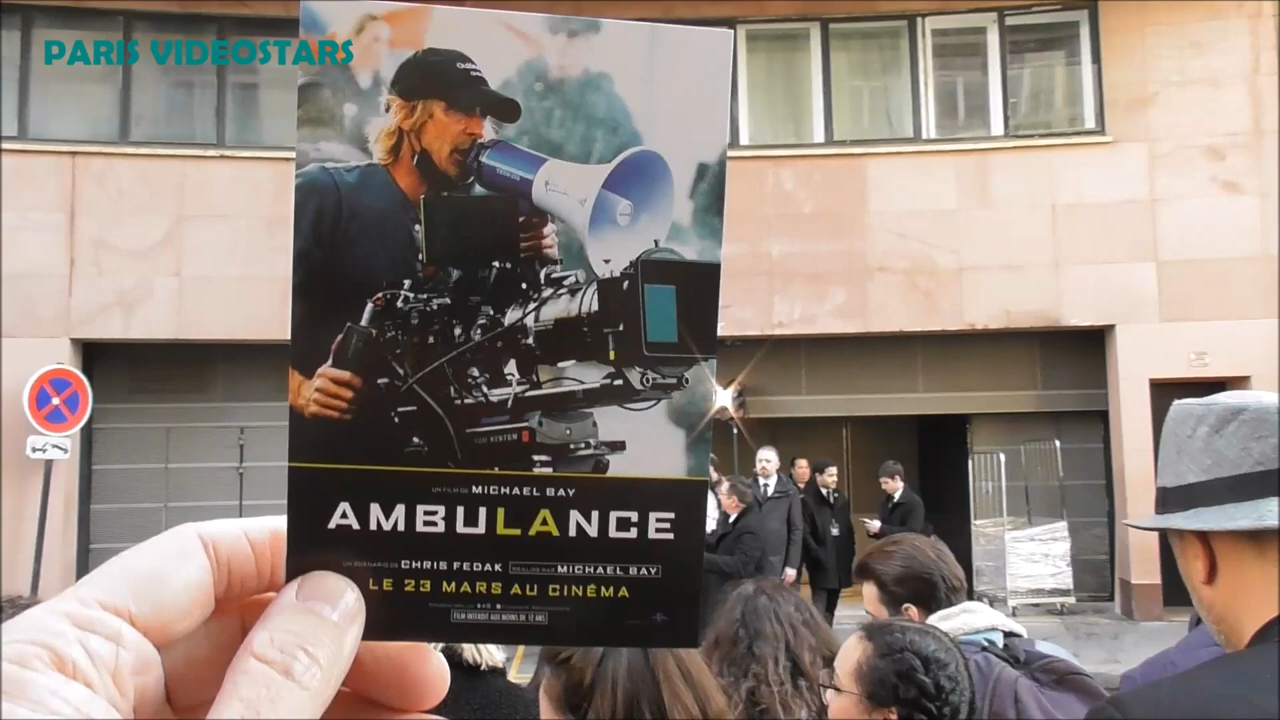 PARIS VIDEOSTARS
UN FILM DE MICHAEL BAY
AMBULANCE
UN SCÉNARIO DE CHRIS FEDAK RÉALISÉ PAR MICHAEL BAY
LE 23 MARS AU CINÉMA
FILM INTERDIT AUX MOINS DE 12 ANS